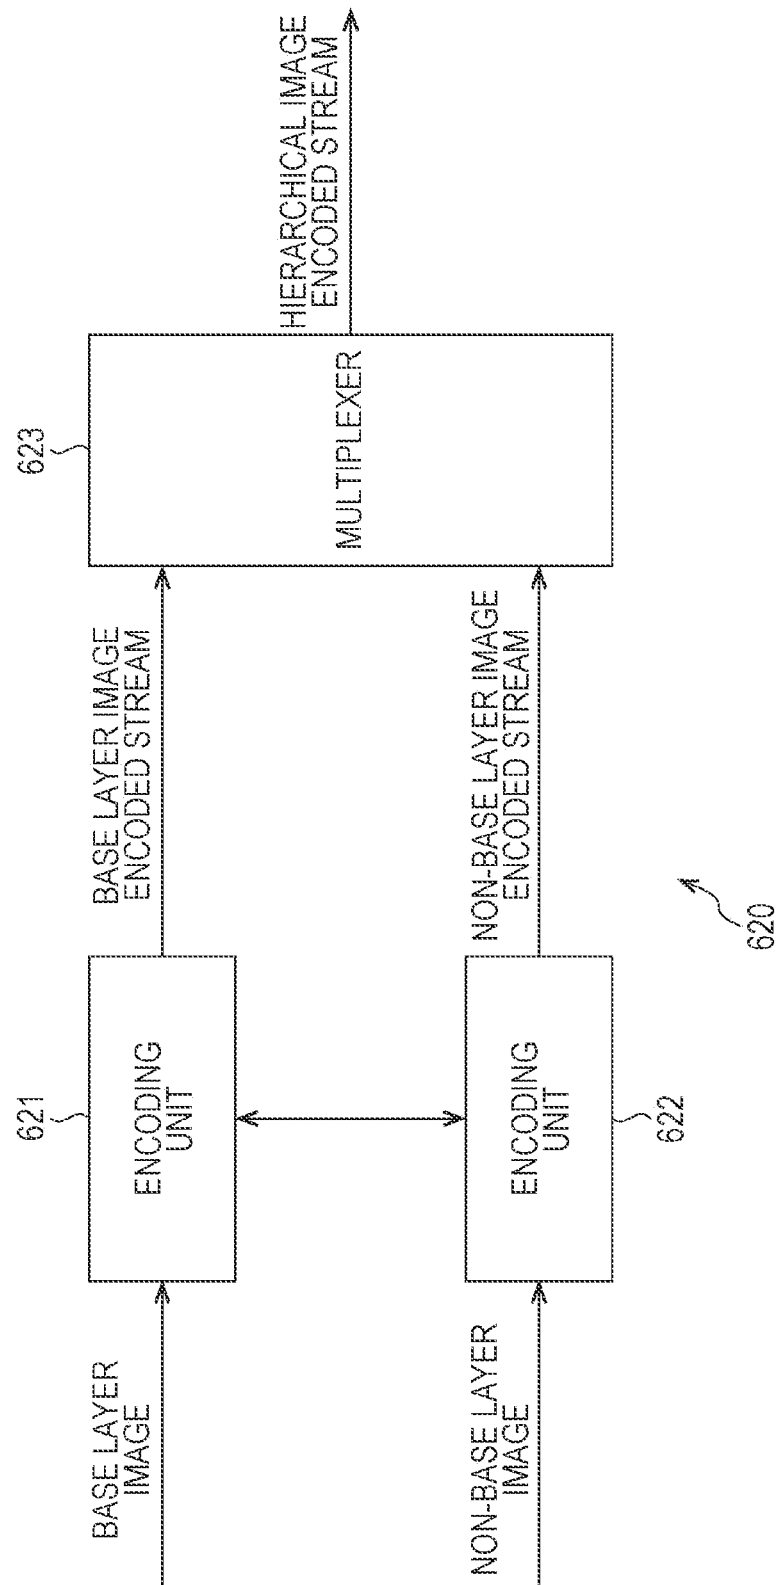 BASE LAYER
IMAGE
621
ENCODING
UNIT
BASE LAYER IMAGE
ENCODED STREAM
623
MULTIPLEXER
HIERARCHICAL IMAGE
ENCODED STREAM
NON-BASE LAYER
IMAGE
ENCODING
UNIT
622
NON-BASE LAYER IMAGE
ENCODED STREAM
620